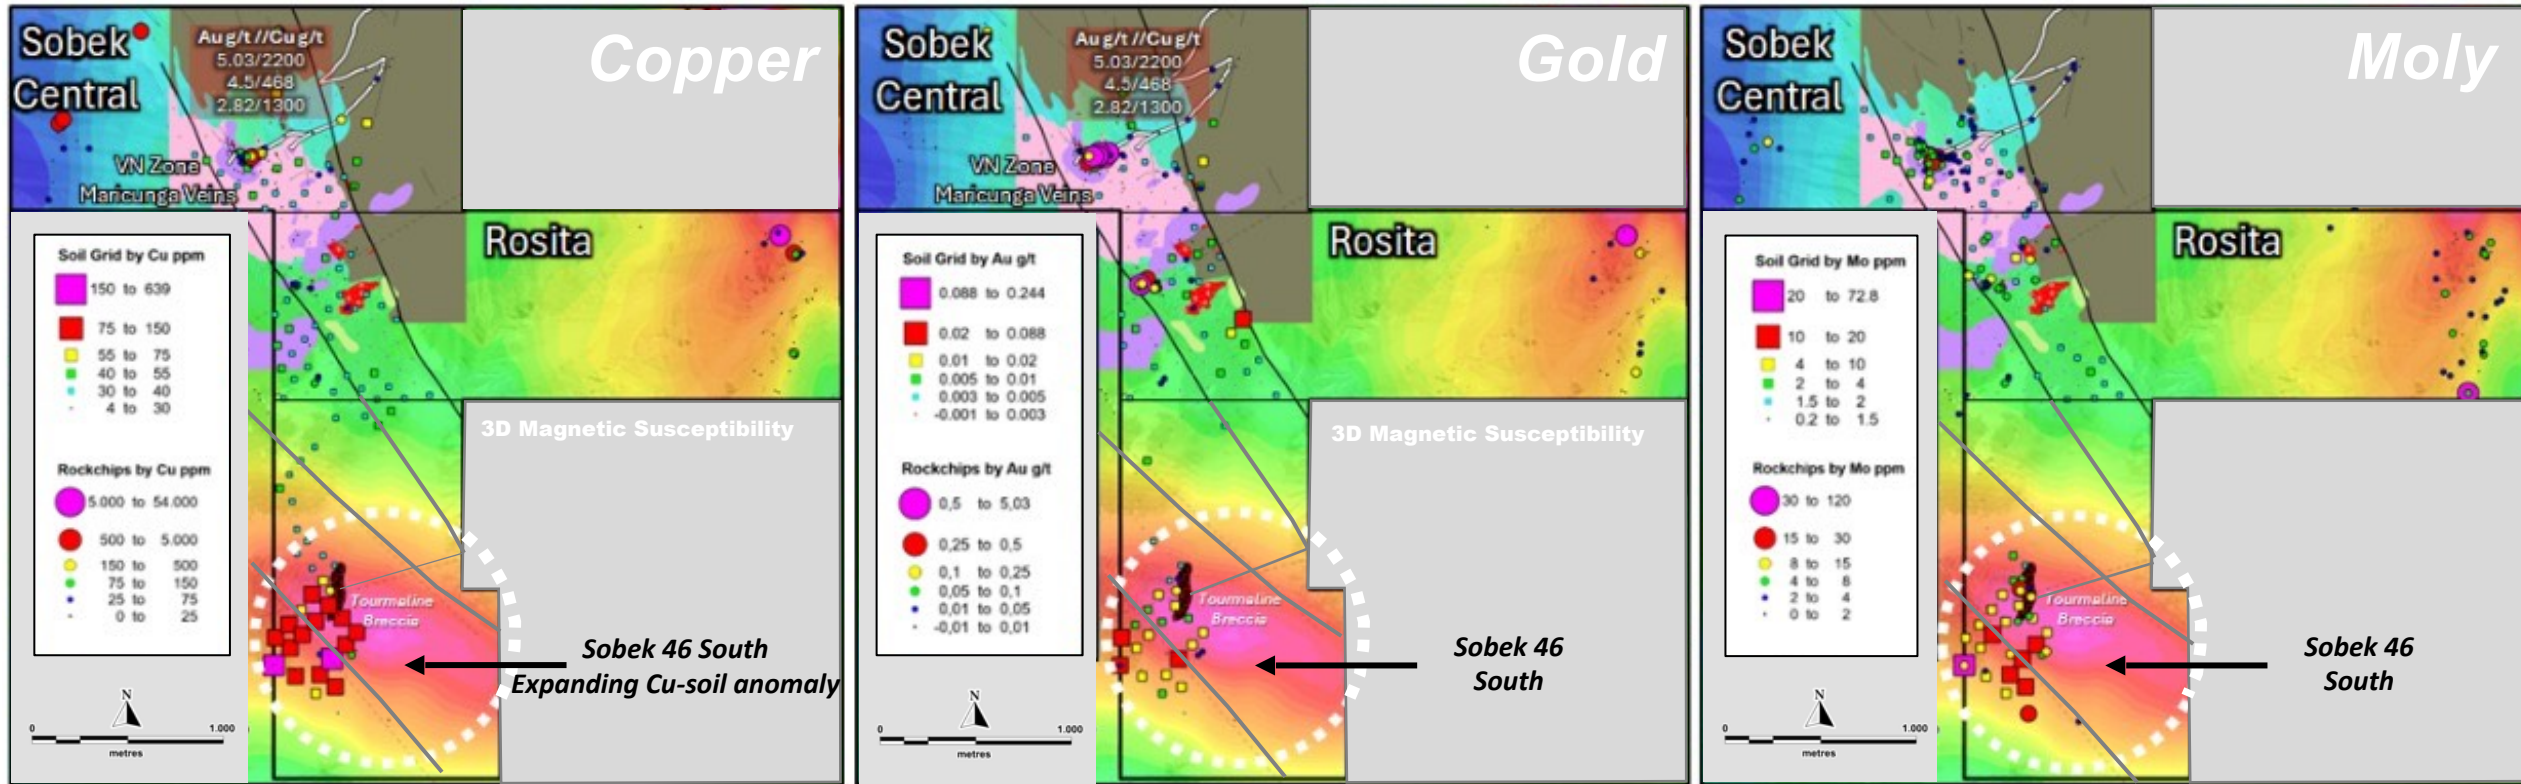 Sobek
Central
Au g/t //Cu g/t
5.03/2200
4.5/468
2.82/1300
Copper
VN Zone
Maricunga Veins
Rosita
Soil Grid by Cu ppm
150 to 639
75 to 150
55 to 75
40 to 55
30 to 40
4 to 30
Rockchips by Cu ppm
5.000 to 54.000
500 to 5.000
150 to 500
75 to 150
25 to 75
0 to 25
N
0 1.000
metres
3D Magnetic Susceptibility
Tourmaline
Breccia
Sobek 46 South
Expanding Cu-soil anomaly
Sobek
Central
Au g/t //Cu g/t
5.03/2200
4.5/468
2.82/1300
Gold
VN Zone
Maricunga Veins
Rosita
Soil Grid by Au g/t
0.088 to 0.244
0.02 to 0.088
0.01 to 0.02
0.005 to 0.01
0.003 to 0.005
-0.001 to 0.003
Rockchips by Au g/t
0,5 to 5,03
0,25 to 0,5
0,1 to 0,25
0,05 to 0,1
0,01 to 0,05
-0,01 to 0,01
N
0 1.000
metres
3D Magnetic Susceptibility
Tourmaline
Breccia
Sobek 46
South
Sobek
Central
Moly
Rosita
Soil Grid by Mo ppm
20 to 72.8
10 to 20
4 to 10
2 to 4
1.5 to 2
0.2 to 1.5
Rockchips by Mo ppm
30 to 120
15 to 30
8 to 15
4 to 8
2 to 4
0 to 2
N
0 1.000
metres
Tourmaline
Breccia
Sobek 46
South